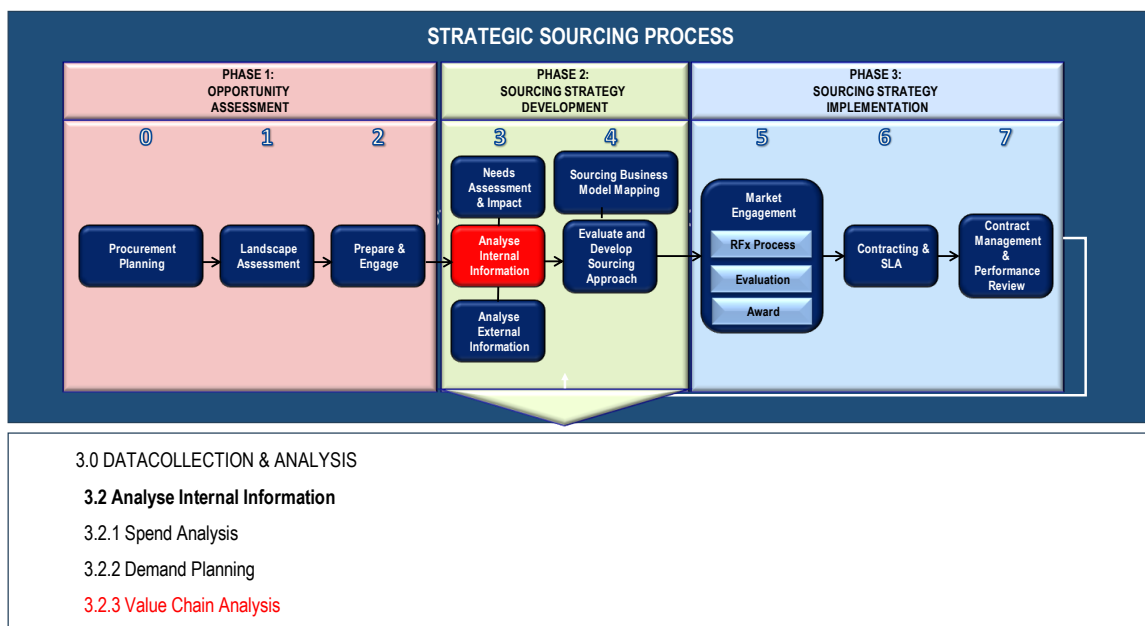 STRATEGIC SOURCING PROCESS
PHASE 1:
OPPORTUNITY
ASSESSMENT
PHASE 2:
SOURCING STRATEGY
DEVELOPMENT
PHASE 3:
SOURCING STRATEGY
IMPLEMENTATION
0
1
2
3
4
5
6
7
Procurement
Planning
Landscape
Assessment
Prepare &
Engage
Needs
Assessment
& Impact
Analyse
Internal
Information
Analyse
External
Information
Sourcing Business
Model Mapping
Evaluate and
Develop
Sourcing
Approach
Market
Engagement
RFx Process
Evaluation
Award
Contracting &
SLA
Contract
Management
&
Performance
Review
3.0 DATACOLLECTION & ANALYSIS
3.2 Analyse Internal Information
3.2.1 Spend Analysis
3.2.2 Demand Planning
3.2.3 Value Chain Analysis